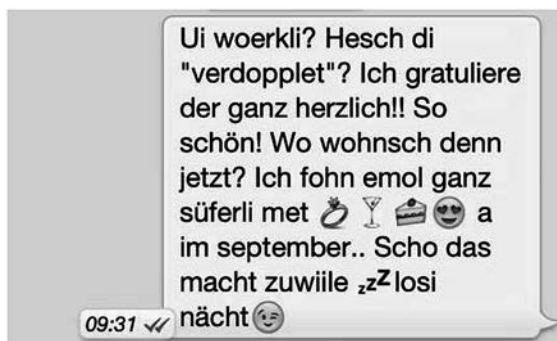 Ui woerkli? Hesch di
"verdopplet"? Ich gratuliere
der ganz herzlich!! So
schön! Wo wohnsch denn
jetzt? Ich fohn emol ganz
süferli met 💍 🍸 🍰 😍 a
im september.. Scho das
macht zuwiile 💤losi
nächt😉
09:31